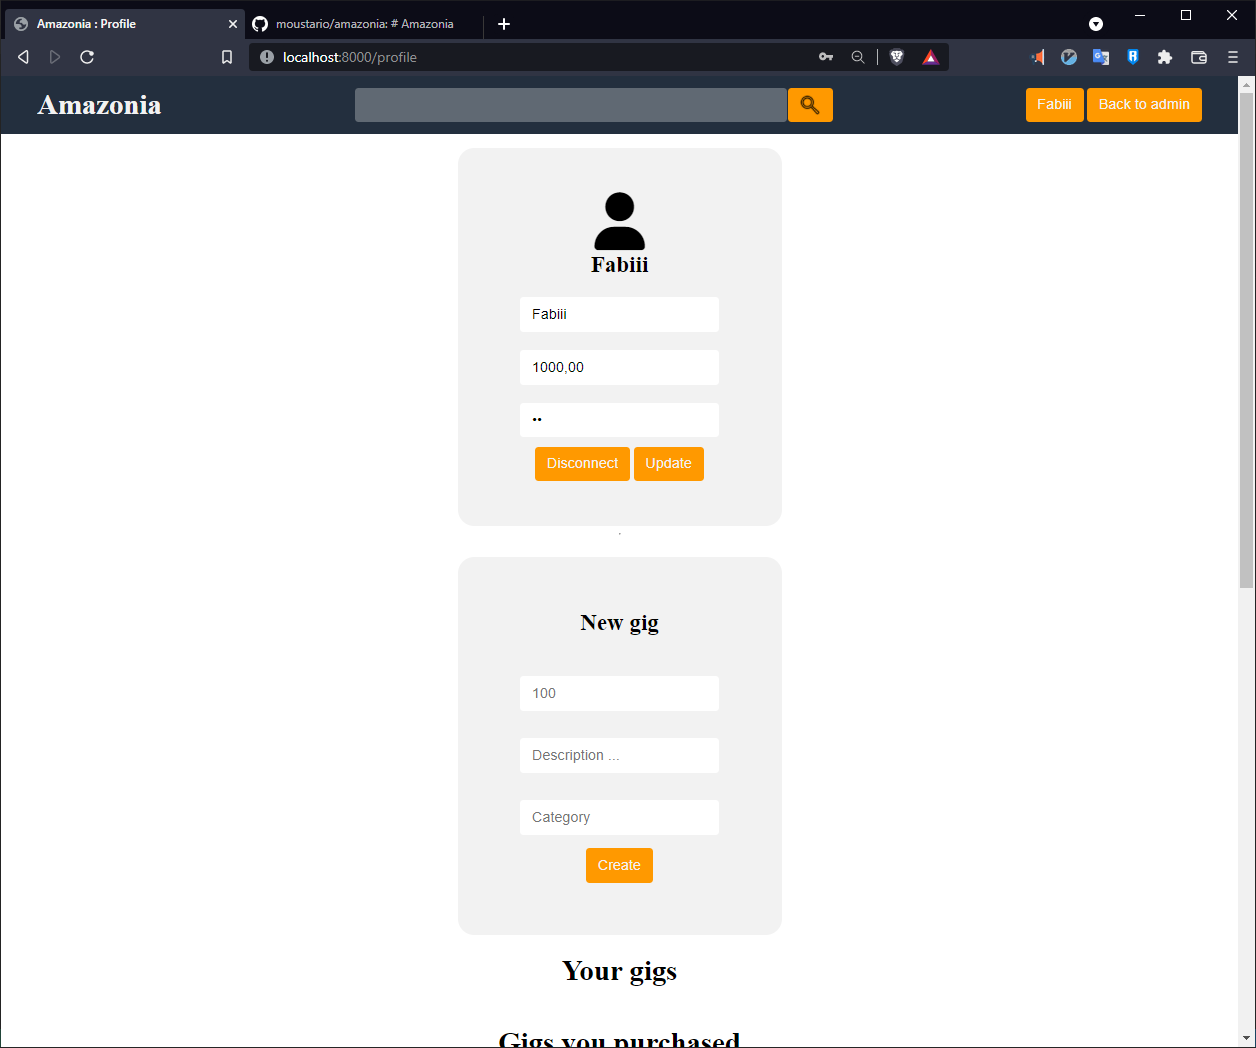 Amazonia : Profile
moustario/amazonia: # Amazonia
localhost:8000/profile
Amazonia
Fabiii
Back to admin
Fabiii
Fabiii
1000,00
••
Disconnect
Update
New gig
100
Description ...
Category
Create
Your gigs
Gigs you purchased